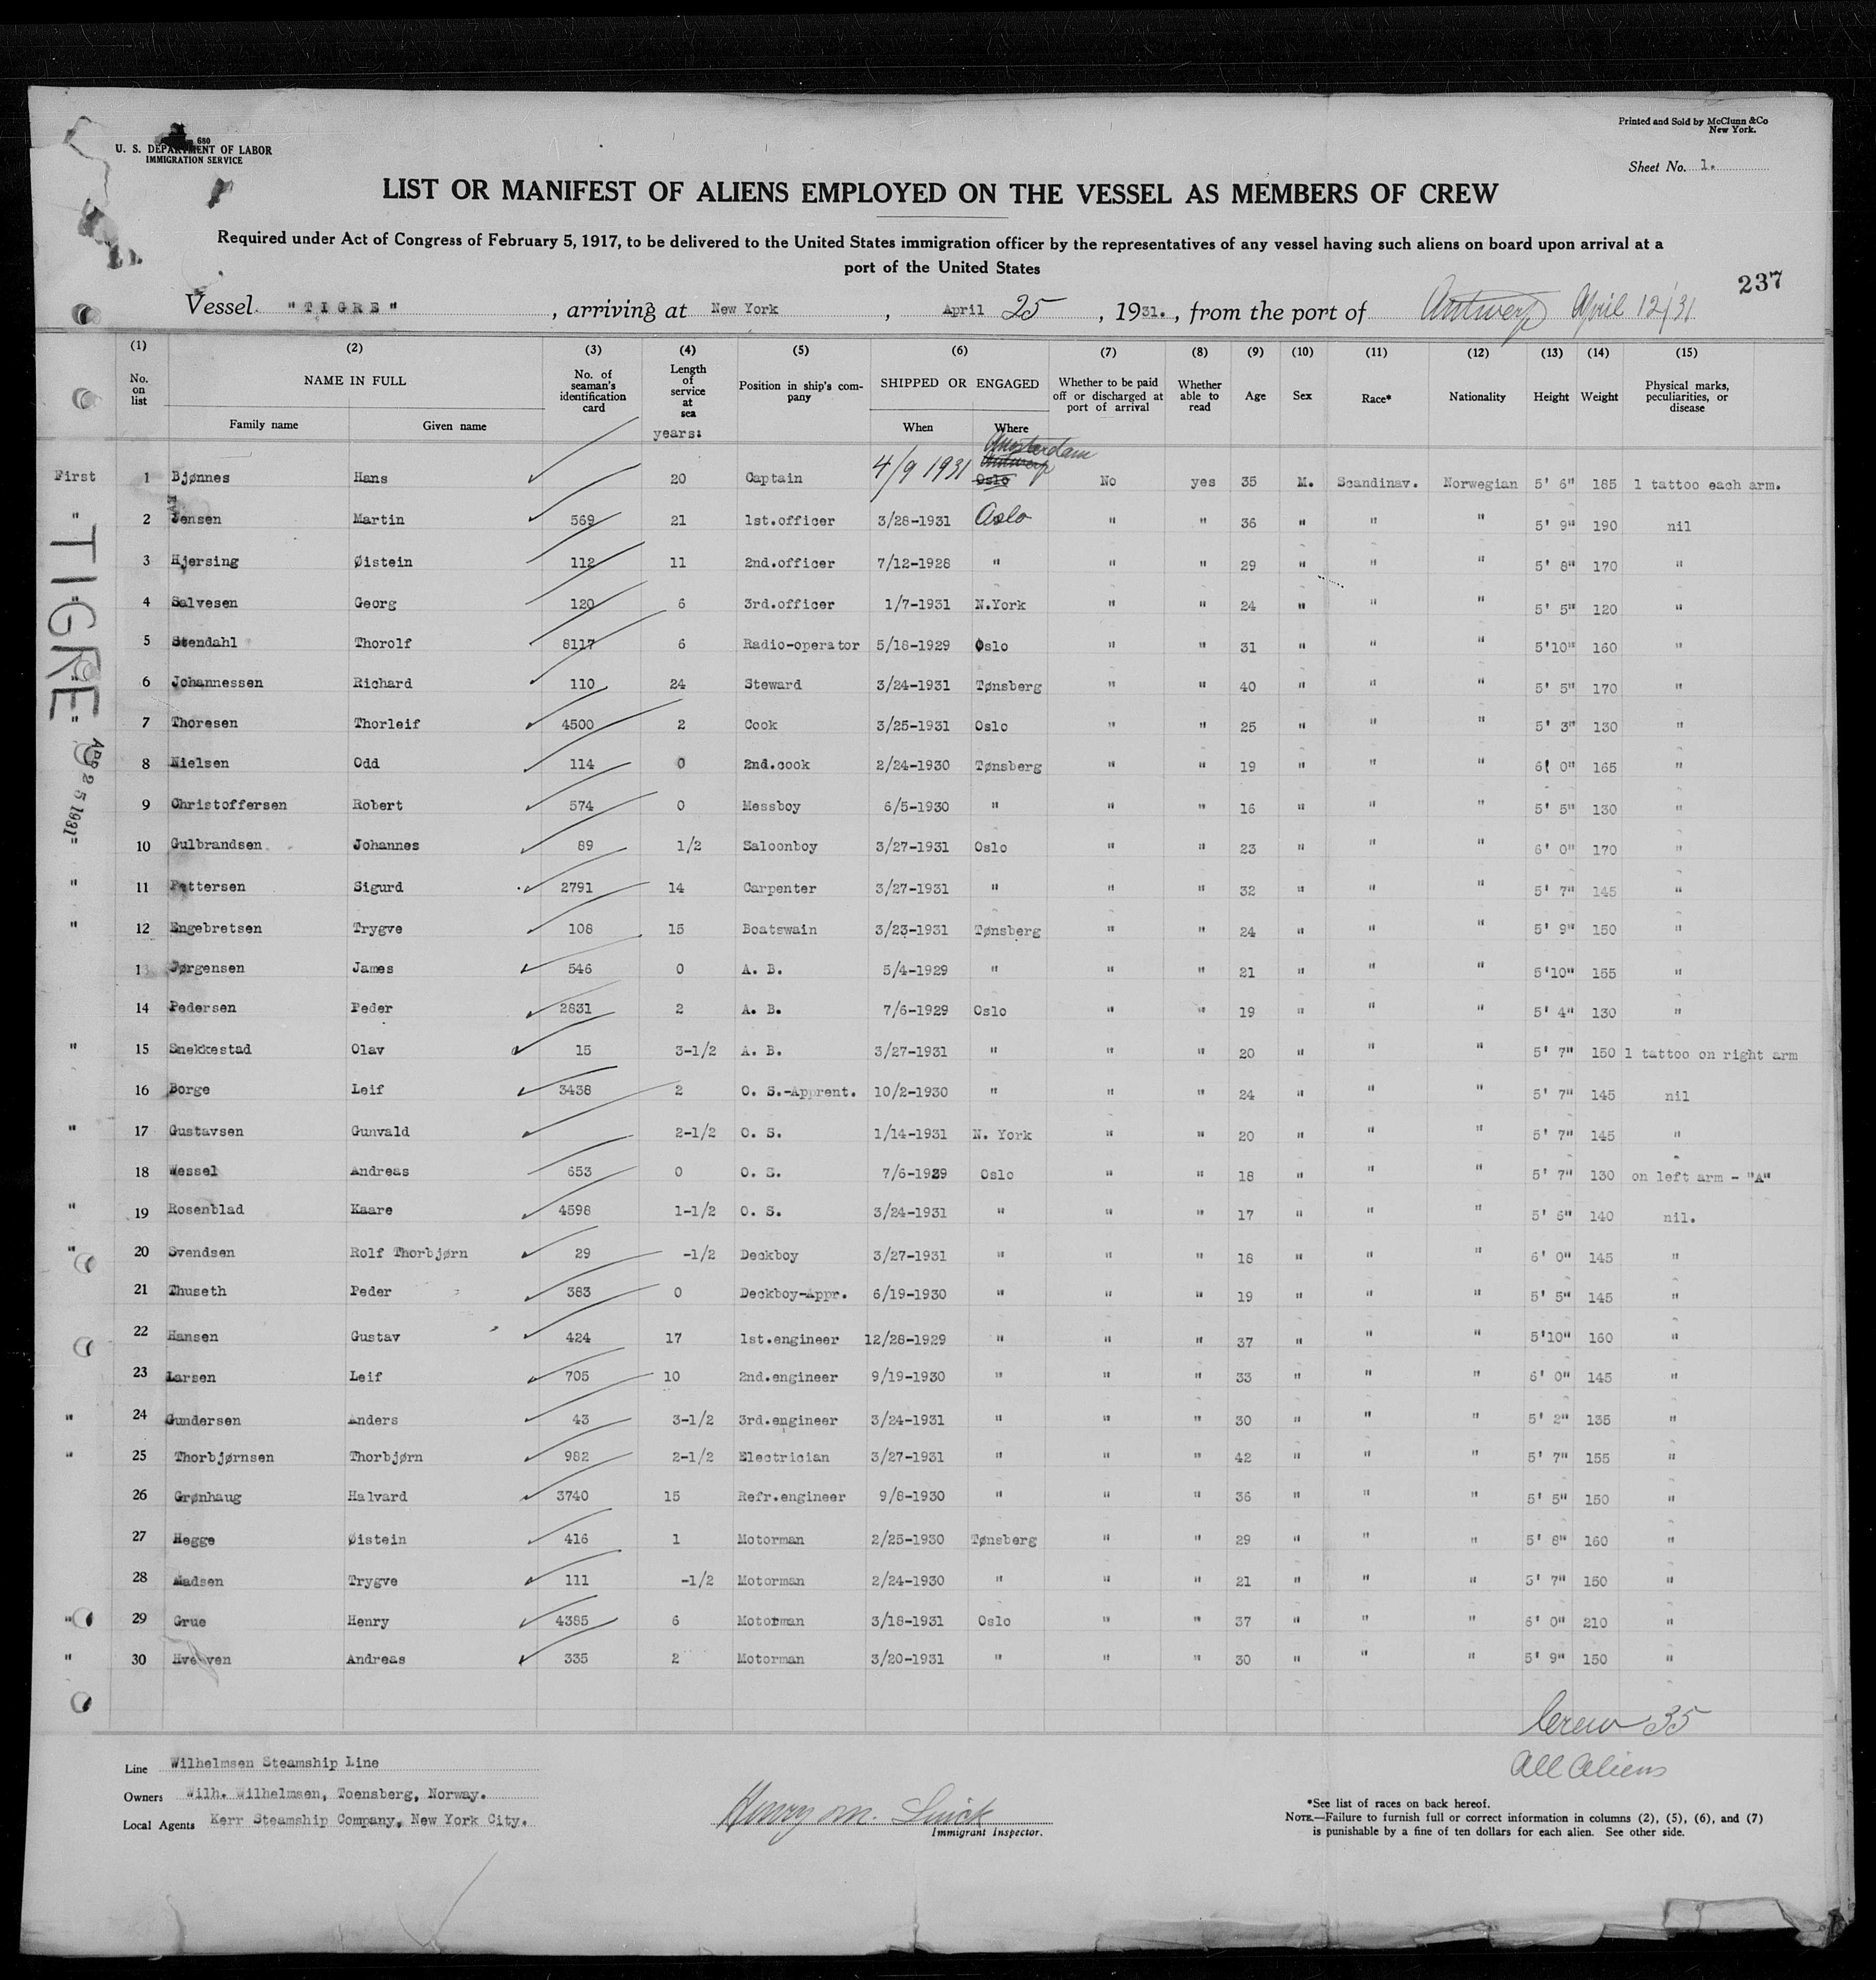 Printed and Sold by McClunn &Co
New York.
680
U. S. DEPARTMENT OF LABOR
IMMIGRATION SERVICE
Sheet No. 1.
LIST OR MANIFEST OF ALIENS EMPLOYED ON THE VESSEL AS MEMBERS OF CREW
Required under Act of Congress of February 5, 1917, to be delivered to the United States immigration officer by the representatives of any vessel having such aliens on board upon arrival at a
port of the United States
237
Vessel "TIGRE", arriving at New York, April 25, 1931., from the port of Antwerp April 12/31
(1) (2) (3) (4) (5) (6) (7) (8) (9) (10) (11) (12) (13) (14) (15)
No. on list NAME IN FULL No. of seaman's identification card Length of service at sea Position in ship's company SHIPPED OR ENGAGED Whether to be paid off or discharged at port of arrival Whether able to read Age Sex Race* Nationality Height Weight Physical marks, peculiarities, or disease
Family name Given name years: When Where
Amsterdam
Antwerp
First 1 Bjønnes Hans 20 Captain 4/9 1931 Oslo No yes 35 M. Scandinav. Norwegian 5' 6" 185 1 tattoo each arm.
" 2 Jensen Martin 569 21 1st.officer 3/28-1931 Oslo " " 36 " " " 5' 9" 190 nil
3 Hjersing Øistein 112 11 2nd.officer 7/12-1928 " " " 29 " " " 5' 8" 170 "
4 Salvesen Georg 120 6 3rd.officer 1/7-1931 N.York " " 24 " " " 5' 5" 120 "
5 Stendahl Thorolf 8117 6 Radio-operator 5/18-1929 Oslo " " 31 " " " 5'10" 160 "
6 Johannessen Richard 110 24 Steward 3/24-1931 Tønsberg " " 40 " " " 5' 5" 170 "
" 7 Thoresen Thorleif 4500 2 Cook 3/25-1931 Oslo " " 25 " " " 5' 3" 130 "
8 Nielsen Odd 114 0 2nd.cook 2/24-1930 Tønsberg " " 19 " " " 6' 0" 165 "
9 Christoffersen Robert 574 0 Messboy 6/5-1930 " " " 16 " " " 5' 5" 130 "
" 10 Gulbrandsen Johannes 89 1/2 Saloonboy 3/27-1931 Oslo " " 23 " " " 6' 0" 170 "
" 11 Pettersen Sigurd 2791 14 Carpenter 3/27-1931 " " " 32 " " " 5' 7" 145 "
" 12 Engebretsen Trygve 108 15 Boatswain 3/23-1931 Tønsberg " " 24 " " " 5' 9" 150 "
13 Jørgensen James 546 0 A. B. 5/4-1929 " " " 21 " " " 5'10" 165 "
14 Pedersen Peder 2831 2 A. B. 7/6-1929 Oslo " " 19 " " " 5' 4" 130 "
" 15 Snekkestad Olav 15 3-1/2 A. B. 3/27-1931 " " " 20 " " " 5' 7" 150 1 tattoo on right arm
16 Borge Leif 3438 2 O. S.-Apprent. 10/2-1930 " " " 24 " " " 5' 7" 145 nil
" 17 Gustavsen Gunvald 2-1/2 O. S. 1/14-1931 N. York " " 20 " " " 5' 7" 145 "
18 Wessel Andreas 653 0 O. S. 7/6-1929 Oslo " " 18 " " " 5' 7" 130 on left arm - "A"
" 19 Rosenblad Kaare 4598 1-1/2 O. S. 3/24-1931 " " " 17 " " " 5' 6" 140 nil.
" 20 Svendsen Rolf Thorbjørn 29 -1/2 Deckboy 3/27-1931 " " " 18 " " " 6' 0" 145 "
21 Thuseth Peder 383 0 Deckboy-Appr. 6/19-1930 " " " 19 " " " 5' 5" 145 "
22 Hansen Gustav 424 17 1st.engineer 12/28-1929 " " " 37 " " " 5'10" 160 "
23 Larsen Leif 705 10 2nd.engineer 9/19-1930 " " " 33 " " " 6' 0" 145 "
" 24 Gundersen Anders 43 3-1/2 3rd.engineer 3/24-1931 " " " 30 " " " 5' 2" 135 "
" 25 Thorbjørnsen Thorbjørn 982 2-1/2 Electrician 3/27-1931 " " " 42 " " " 5' 7" 155 "
26 Grønhaug Halvard 3740 15 Refr.engineer 9/8-1930 " " " 36 " " " 5' 5" 150 "
27 Hegge Øistein 416 1 Motorman 2/25-1930 Tønsberg " " 29 " " " 5' 8" 160 "
28 Madsen Trygve 111 -1/2 Motorman 2/24-1930 " " " 21 " " " 5' 7" 150 "
" 29 Grue Henry 4385 6 Motorman 3/18-1931 Oslo " " 37 " " " 6' 0" 210 "
" 30 Hvelven Andreas 335 2 Motorman 3/20-1931 " " " 30 " " " 5' 9" 150 "
TIGRE
APR 25 1931
Crew 35
All Aliens
Line Wilhelmsen Steamship Line
Owners Wilh. Wilhelmsen, Toensberg, Norway.
Local Agents Kerr Steamship Company, New York City.
Henry M.
Immigrant Inspector.
*See list of races on back hereof.
NOTE.—Failure to furnish full or correct information in columns (2), (5), (6), and (7)
is punishable by a fine of ten dollars for each alien. See other side.